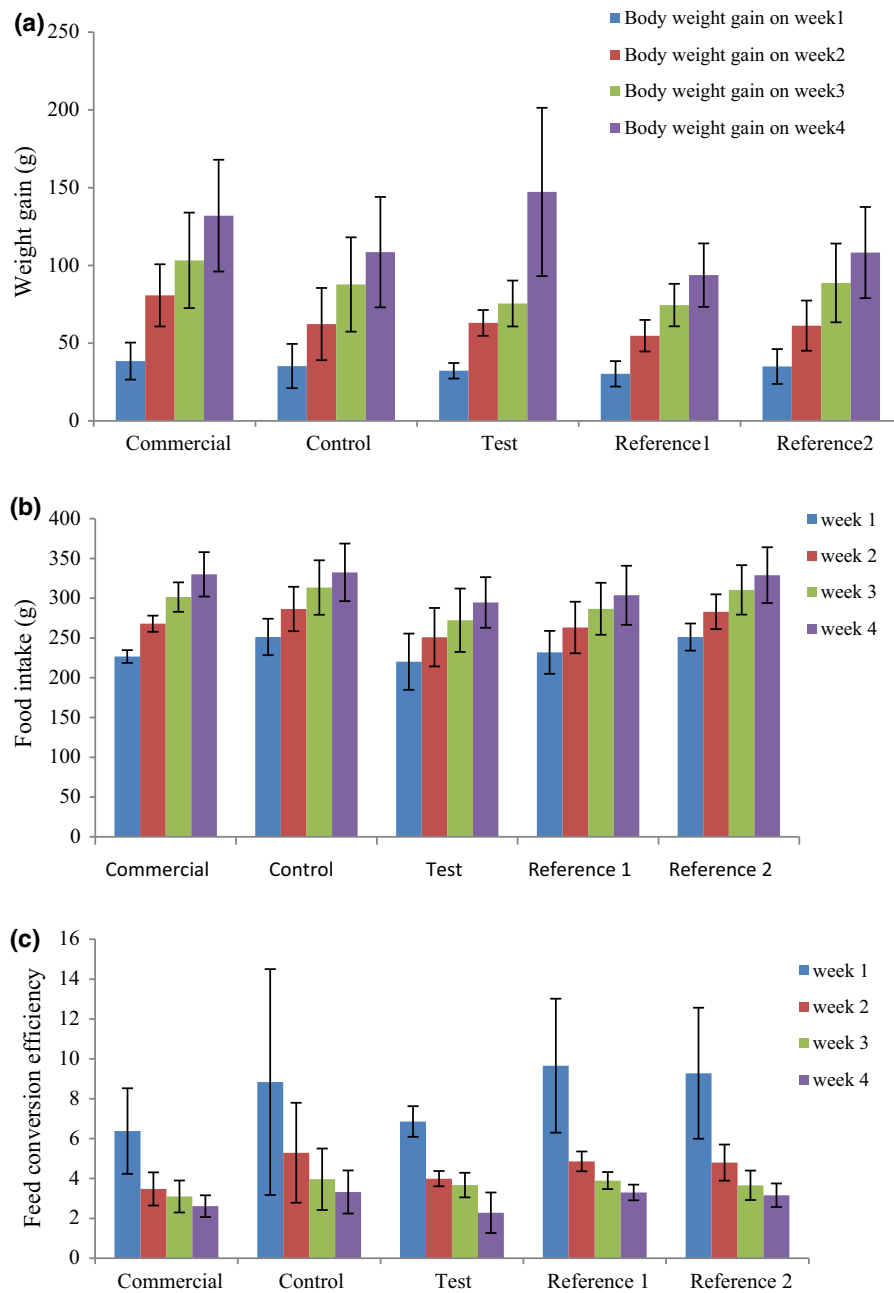 (a)
250
200
150
100
50
0
Weight gain (g)
Body weight gain on week1
Body weight gain on week2
Body weight gain on week3
Body weight gain on week4
Commercial Control Test Reference1 Reference2
(b)
400
350
300
250
200
150
100
50
0
Food intake (g)
week 1
week 2
week 3
week 4
Commercial Control Test Reference 1 Reference 2
(c)
16
14
12
10
8
6
4
2
0
Feed conversion efficiency
week 1
week 2
week 3
week 4
Commercial Control Test Reference 1 Reference 2